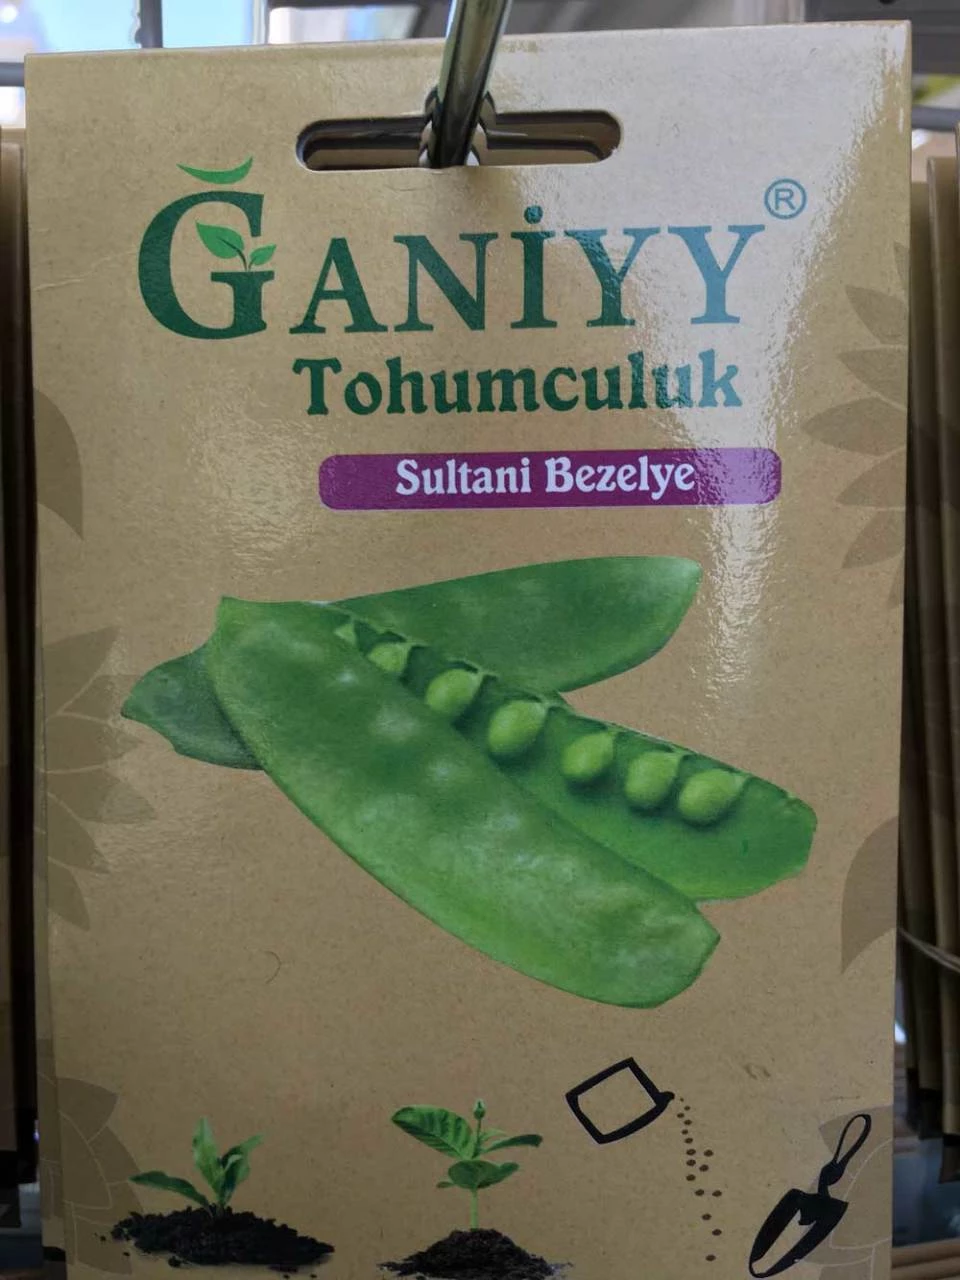 ĞANİYY®
Tohumculuk
Sultani Bezelye